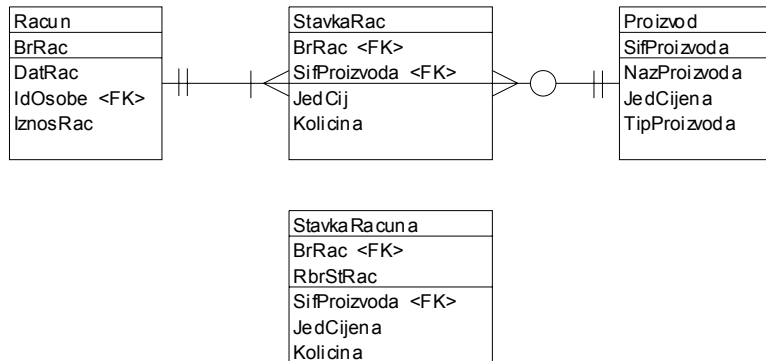 Racun
BrRac
DatRac
IdOsobe <FK>
IznosRac
StavkaRac
BrRac <FK>
SifProizvoda <FK>
JedCij
Kolicina
Proizvod
SifProizvoda
NazProizvoda
JedCijena
TipProizvoda
StavkaRacuna
BrRac <FK>
RbrStRac
SifProizvoda <FK>
JedCijena
Kolicina